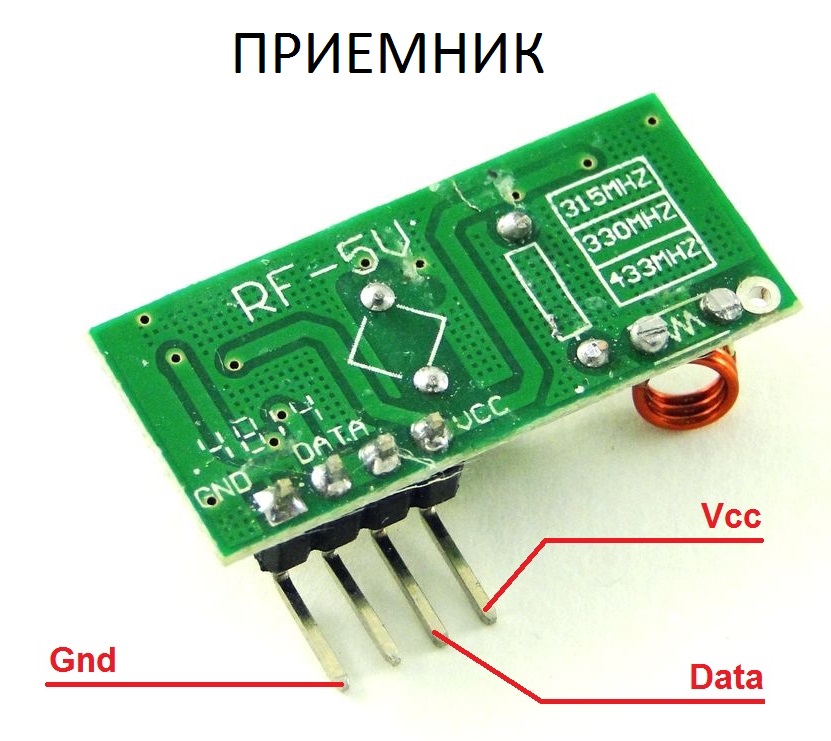 ПРИЕМНИК
315MHZ
330MHZ
433MHZ
RF-5V
VCC
DATA
GND
Vcc
Gnd
Data